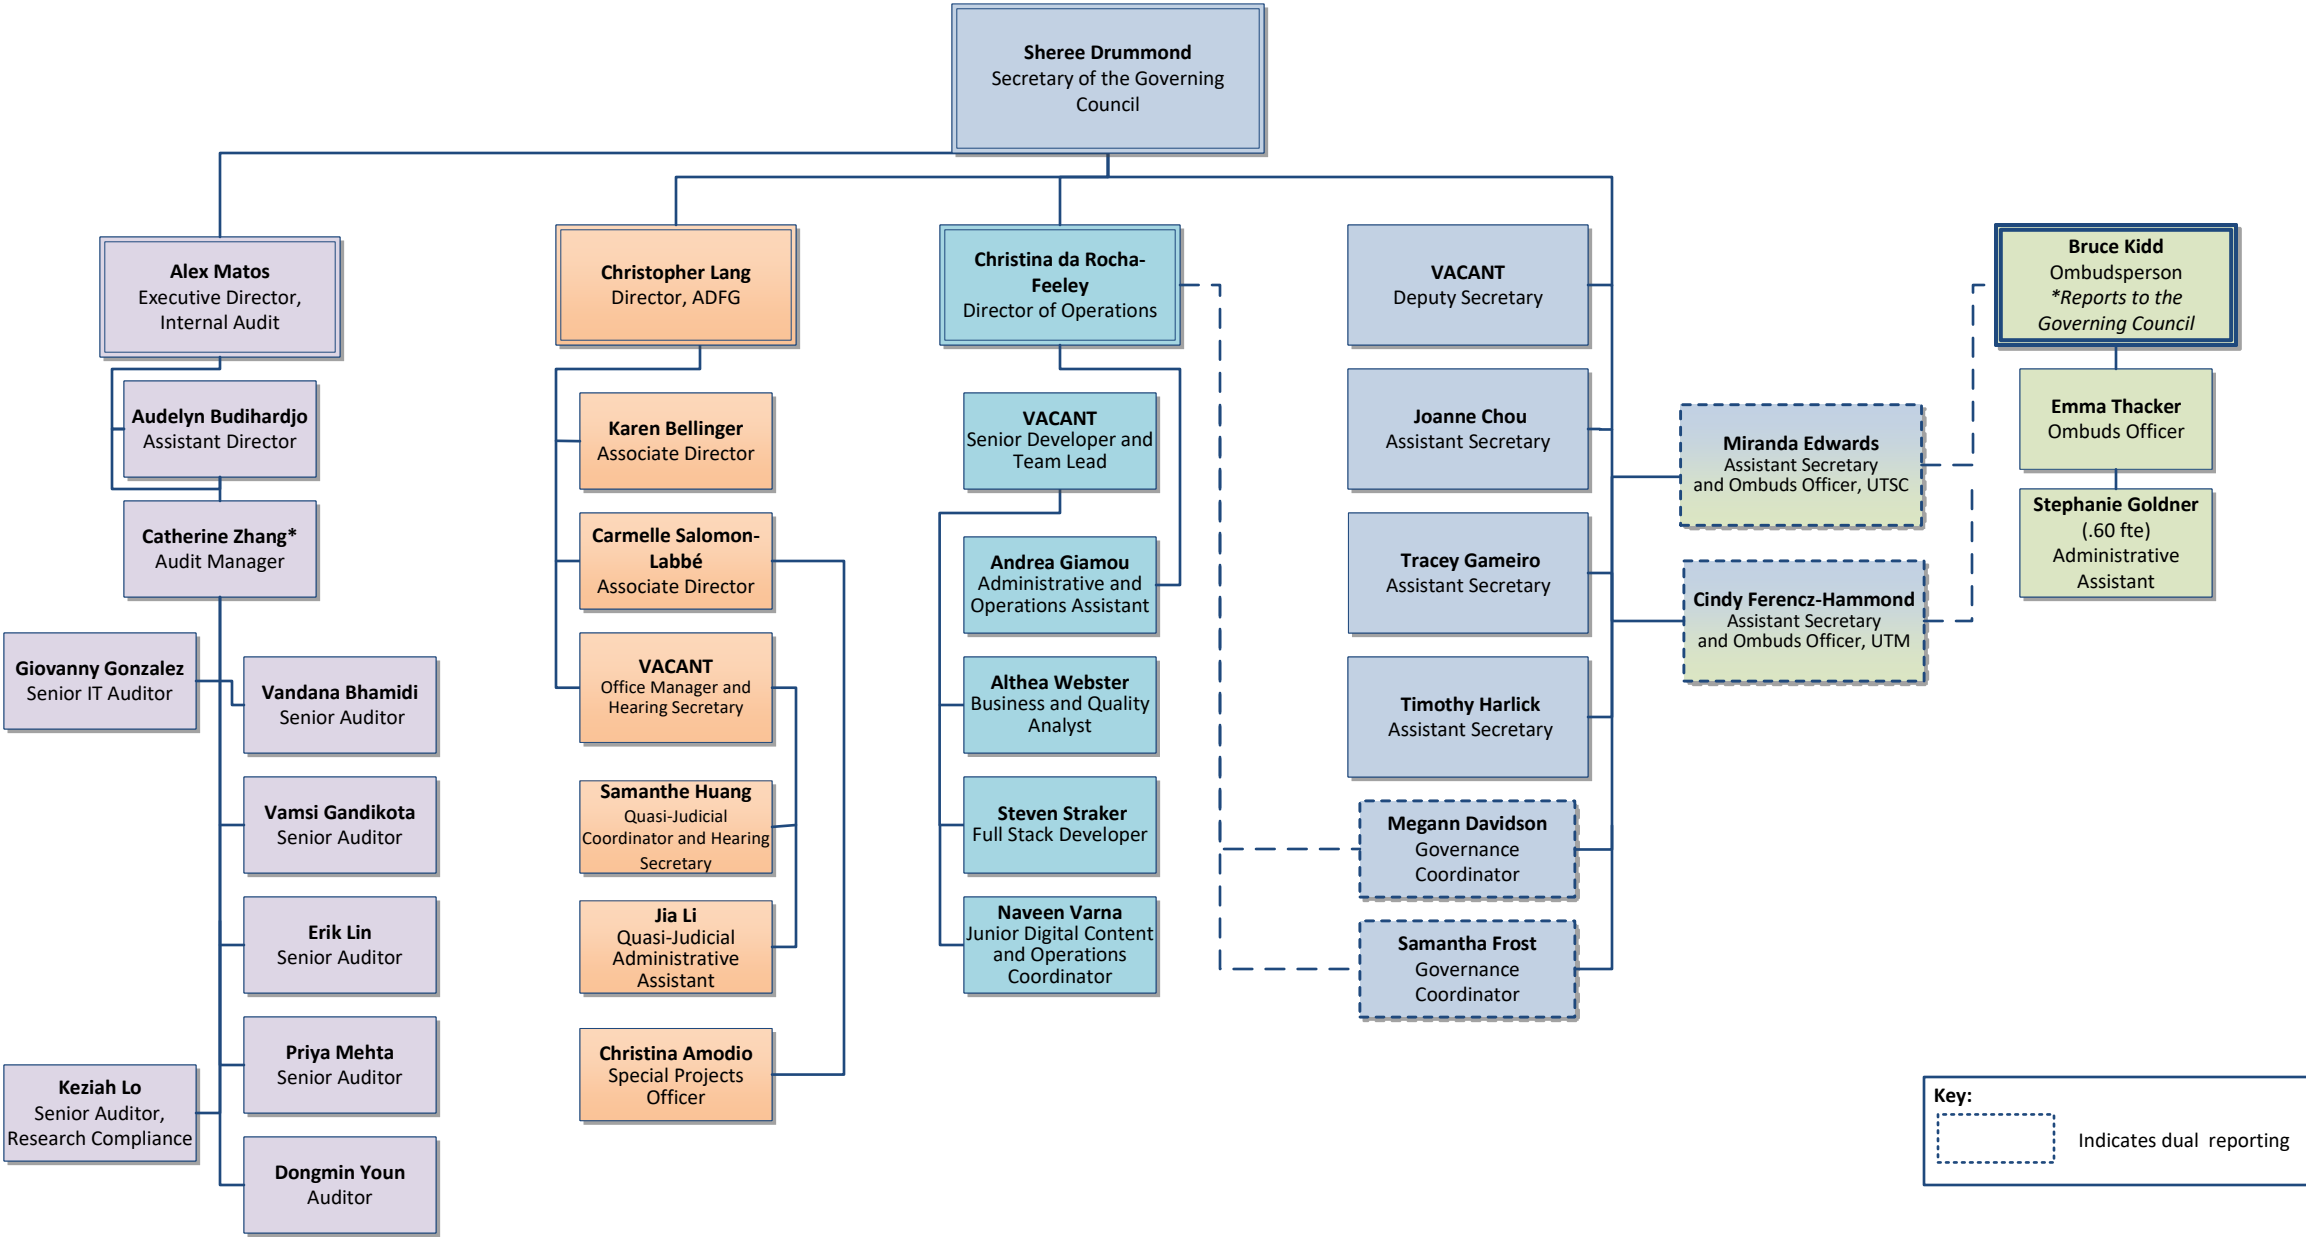 Sheree Drummond
Secretary of the Governing
Council
Alex Matos
Executive Director,
Internal Audit
Audelyn Budihardjo
Assistant Director
Catherine Zhang*
Audit Manager
Giovanny Gonzalez
Senior IT Auditor
Vandana Bhamidi
Senior Auditor
Vamsi Gandikota
Senior Auditor
Erik Lin
Senior Auditor
Priya Mehta
Senior Auditor
Keziah Lo
Senior Auditor,
Research Compliance
Dongmin Youn
Auditor
Christopher Lang
Director, ADFG
Karen Bellinger
Associate Director
Carmelle Salomon-
Labbé
Associate Director
VACANT
Office Manager and
Hearing Secretary
Samanthe Huang
Quasi-Judicial
Coordinator and Hearing
Secretary
Jia Li
Quasi-Judicial
Administrative
Assistant
Christina Amodio
Special Projects
Officer
Christina da Rocha-
Feeley
Director of Operations
VACANT
Senior Developer and
Team Lead
Andrea Giamou
Administrative and
Operations Assistant
Althea Webster
Business and Quality
Analyst
Steven Straker
Full Stack Developer
Naveen Varna
Junior Digital Content
and Operations
Coordinator
VACANT
Deputy Secretary
Joanne Chou
Assistant Secretary
Tracey Gameiro
Assistant Secretary
Timothy Harlick
Assistant Secretary
Megann Davidson
Governance
Coordinator
Samantha Frost
Governance
Coordinator
Miranda Edwards
Assistant Secretary
and Ombuds Officer, UTSC
Cindy Ferencz-Hammond
Assistant Secretary
and Ombuds Officer, UTM
Bruce Kidd
Ombudsperson
*Reports to the
Governing Council
Emma Thacker
Ombuds Officer
Stephanie Goldner
(.60 fte)
Administrative
Assistant
Key:
Indicates dual reporting